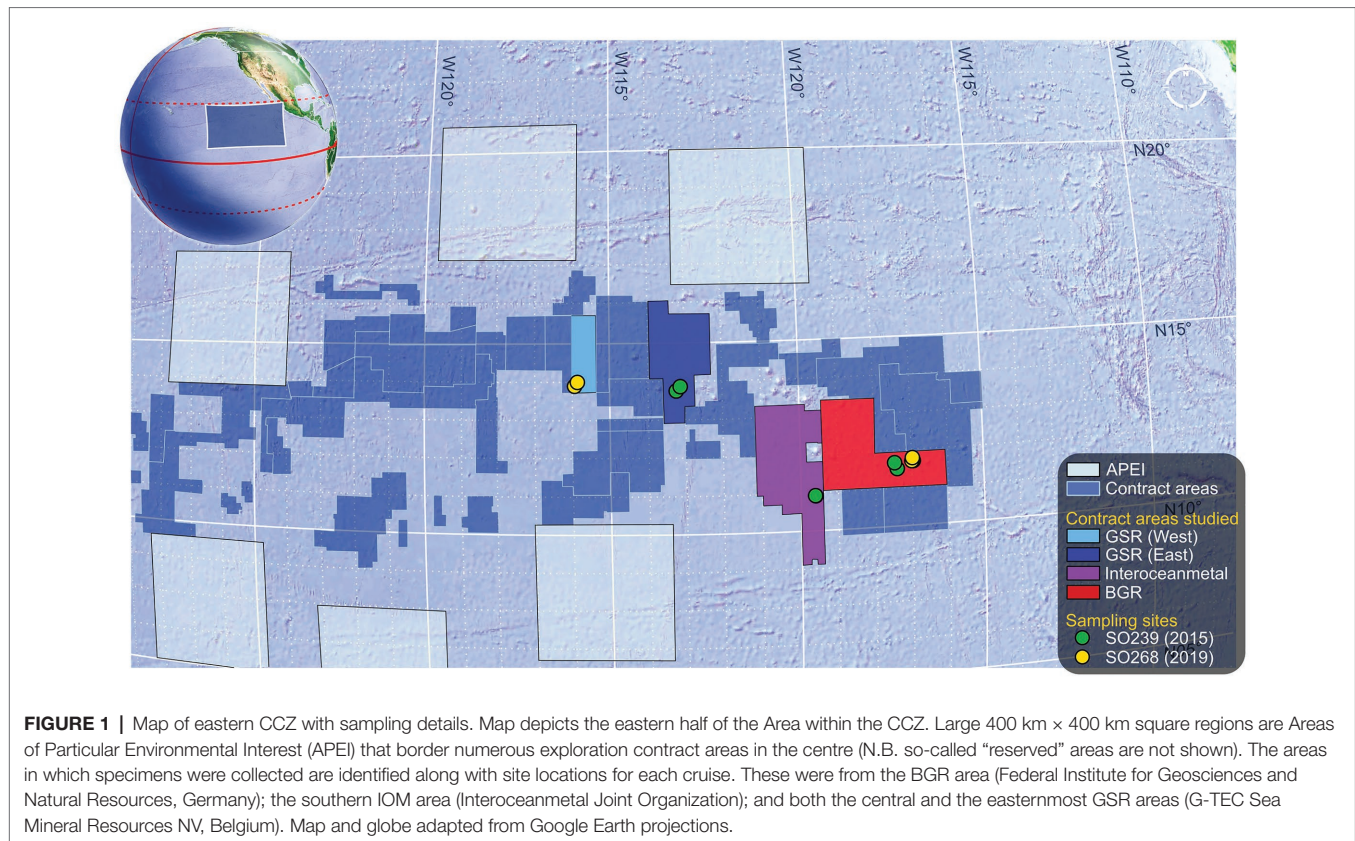 W120°
W115°
W120°
W115°
W110°
N20°
N15°
N10°
APEI
Contract areas
Contract areas studied
GSR (West)
GSR (East)
Interoceanmetal
BGR
Sampling sites
SO239 (2015)
SO268 (2019)
FIGURE 1 | Map of eastern CCZ with sampling details. Map depicts the eastern half of the Area within the CCZ. Large 400 km × 400 km square regions are Areas
of Particular Environmental Interest (APEI) that border numerous exploration contract areas in the centre (N.B. so-called “reserved” areas are not shown). The areas
in which specimens were collected are identified along with site locations for each cruise. These were from the BGR area (Federal Institute for Geosciences and
Natural Resources, Germany); the southern IOM area (Interoceanmetal Joint Organization); and both the central and the easternmost GSR areas (G-TEC Sea
Mineral Resources NV, Belgium). Map and globe adapted from Google Earth projections.